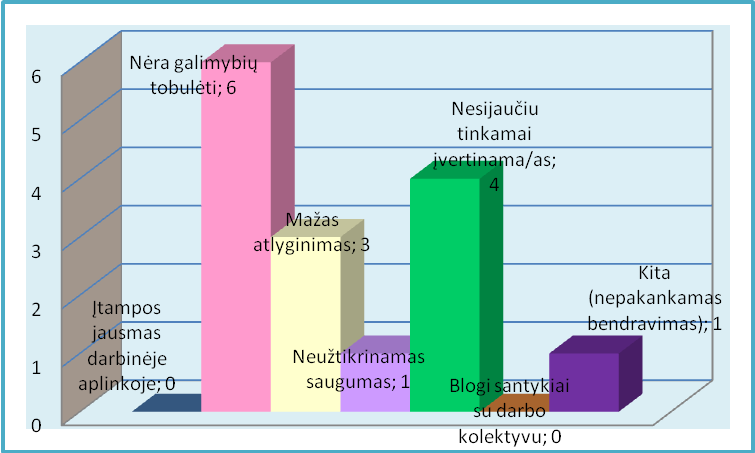 6
5
4
3
2
1
0
Įtampos
jausmas
darbinėje
aplinkoje; 0
Nėra galimybių
tobulėti; 6
Mažas
atlyginimas; 3
Neužtikrinamas
saugumas; 1
Nesijaučiu
tinkamai
įvertinama/as;
4
Blogi santykiai
su darbo
kolektyvu; 0
Kita
(nepakankamas
bendravimas); 1